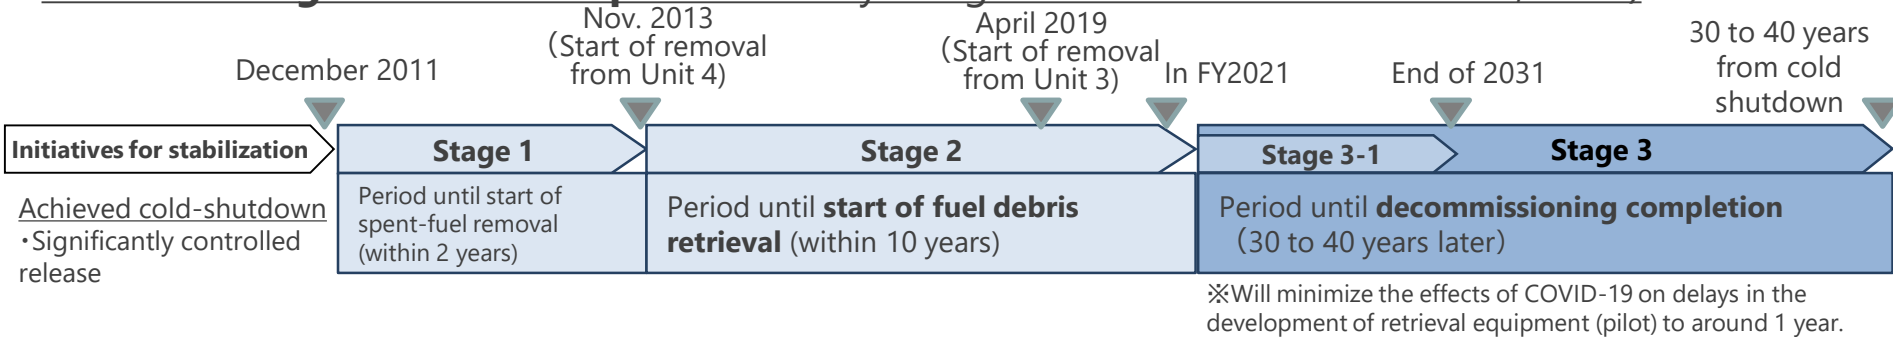 Nov. 2013
(Start of removal
from Unit 4)
April 2019
(Start of removal
from Unit 3)
30 to 40 years
from cold
shutdown
December 2011
In FY2021
End of 2031
Initiatives for stabilization
Stage 1
Stage 2
Stage 3-1
Stage 3
Achieved cold-shutdown
・Significantly controlled
release
Period until start of
spent-fuel removal
(within 2 years)
Period until start of fuel debris
retrieval (within 10 years)
Period until decommissioning completion
(30 to 40 years later)
※Will minimize the effects of COVID-19 on delays in the
development of retrieval equipment (pilot) to around 1 year.